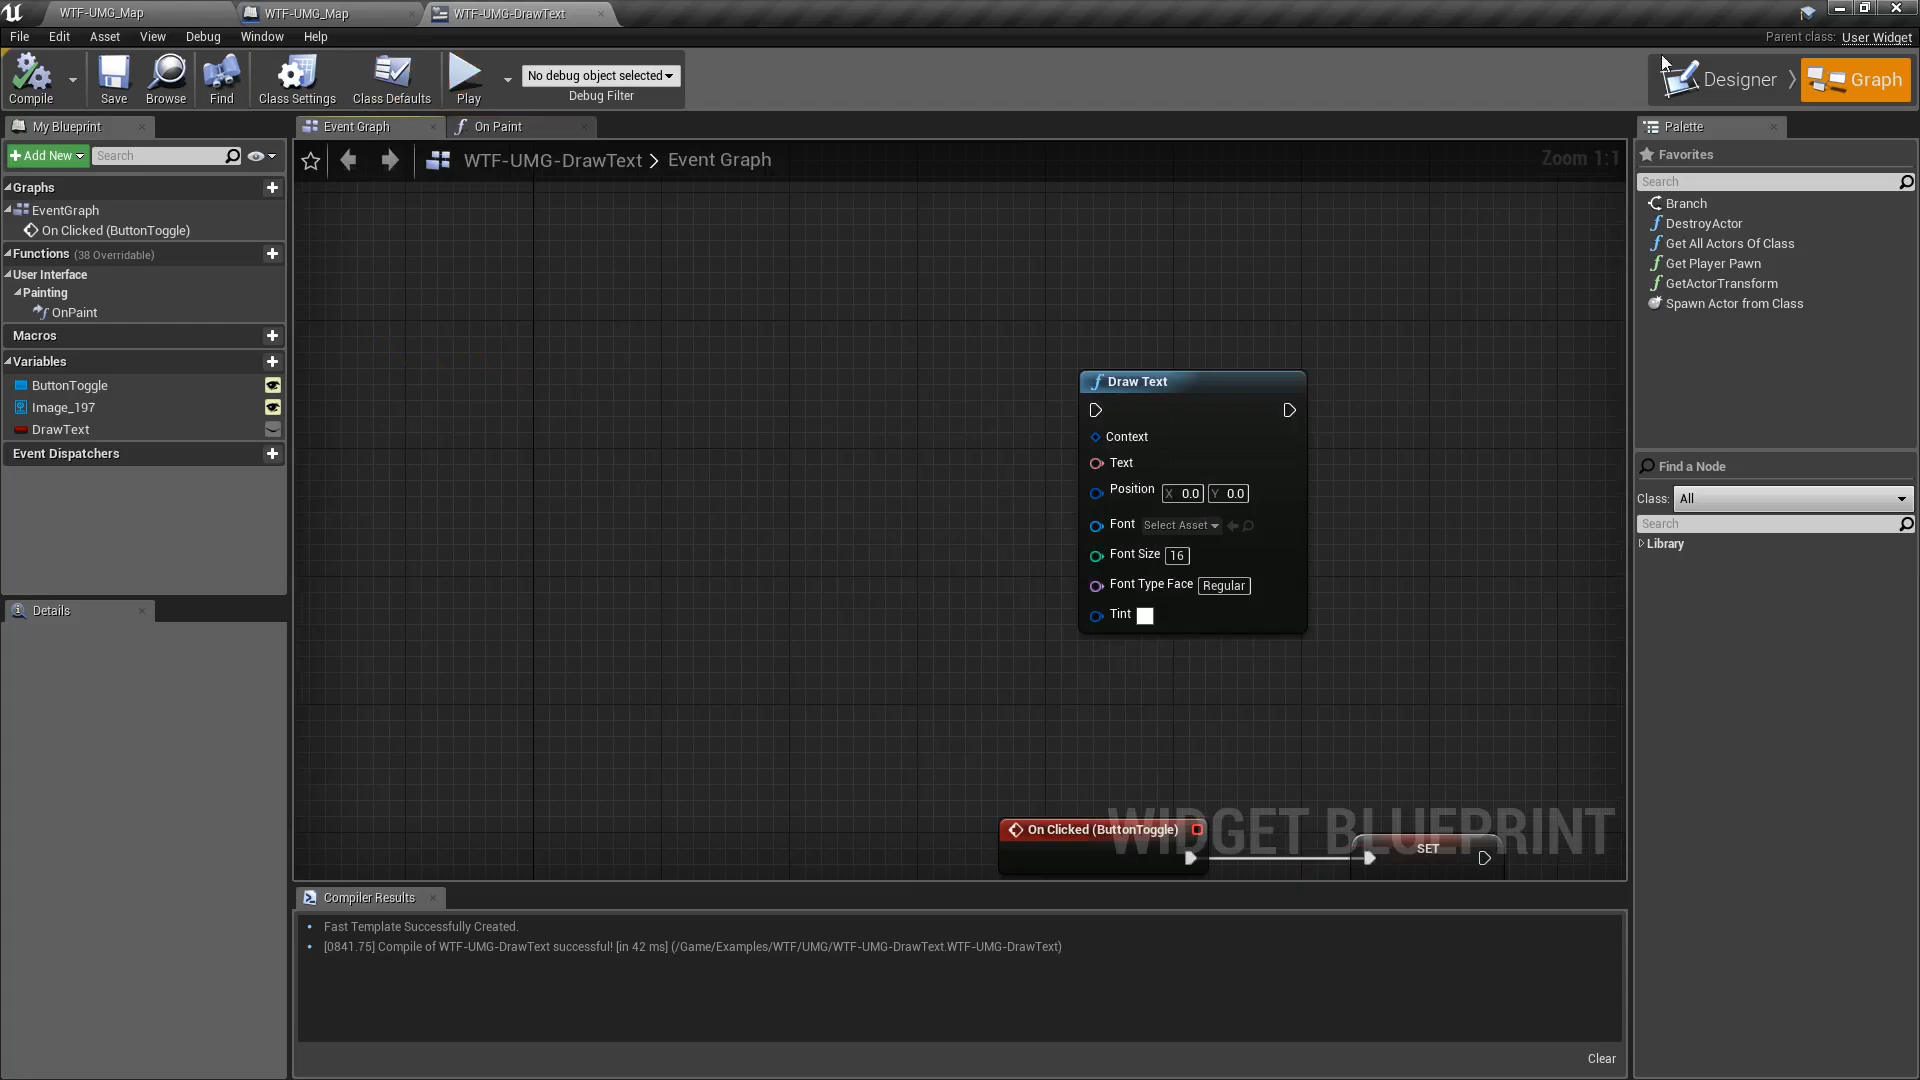 WTF-UMG_Map
WTF-UMG_Map
WTF-UMG-DrawText
File Edit Asset View Debug Window Help
Parent class: User Widget
Compile
Save
Browse
Find
Class Settings
Class Defaults
Play
No debug object selected
Debug Filter
Designer
Graph
My Blueprint
Add New
Search
Graphs
EventGraph
On Clicked (ButtonToggle)
Functions (38 Overridable)
User Interface
Painting
OnPaint
Macros
Variables
ButtonToggle
Image_197
DrawText
Event Dispatchers
Details
Event Graph
On Paint
WTF-UMG-DrawText > Event Graph
Zoom 1:1
Draw Text
Context
Text
Position X 0.0 Y 0.0
Font Select Asset
Font Size 16
Font Type Face Regular
Tint
WIDGET BLUEPRINT
On Clicked (ButtonToggle)
SET
Compiler Results
• Fast Template Successfully Created.
• [0841.75] Compile of WTF-UMG-DrawText successful! [in 42 ms] (/Game/Examples/WTF/UMG/WTF-UMG-DrawText.WTF-UMG-DrawText)
Clear
Palette
Favorites
Search
Branch
DestroyActor
Get All Actors Of Class
Get Player Pawn
GetActorTransform
Spawn Actor from Class
Find a Node
Class: All
Search
Library